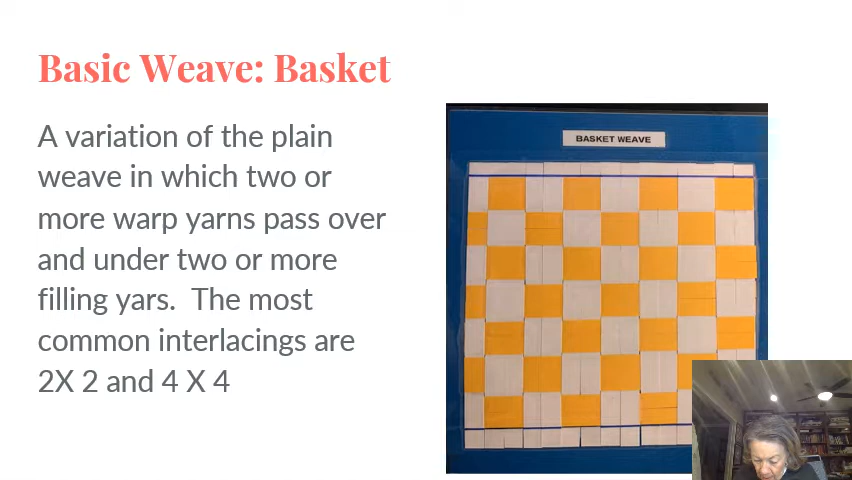 Basic Weave: Basket
A variation of the plain
weave in which two or
more warp yarns pass over
and under two or more
filling yars.  The most
common interlacings are
2X 2 and 4 X 4
BASKET WEAVE